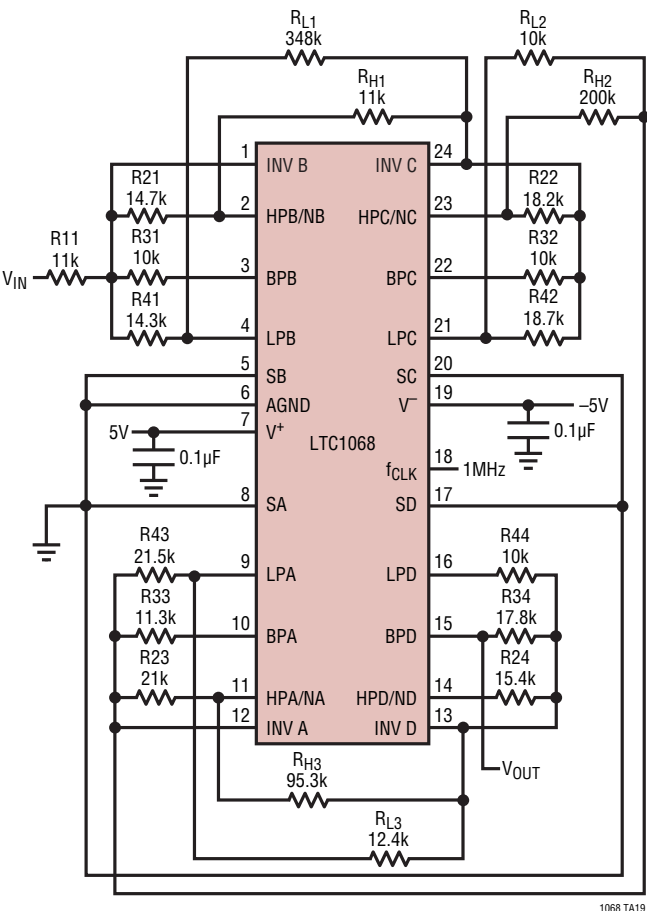 RL1
348k
RL2
10k
RH1
11k
RH2
200k
1
INV B
INV C
24
R21
14.7k
2
HPB/NB
HPC/NC
23
R22
18.2k
R11
11k
VIN
R31
10k
3
BPB
BPC
22
R32
10k
R41
14.3k
4
LPB
LPC
21
R42
18.7k
5
SB
SC
20
6
AGND
V–
19
–5V
0.1µF
5V
7
V+
0.1µF
LTC1068
fCLK
18
1MHz
8
SA
SD
17
R43
21.5k
9
LPA
LPD
16
R44
10k
R33
11.3k
10
BPA
BPD
15
R34
17.8k
R23
21k
11
HPA/NA
HPD/ND
14
R24
15.4k
12
INV A
INV D
13
VOUT
RH3
95.3k
RL3
12.4k
1068 TA19